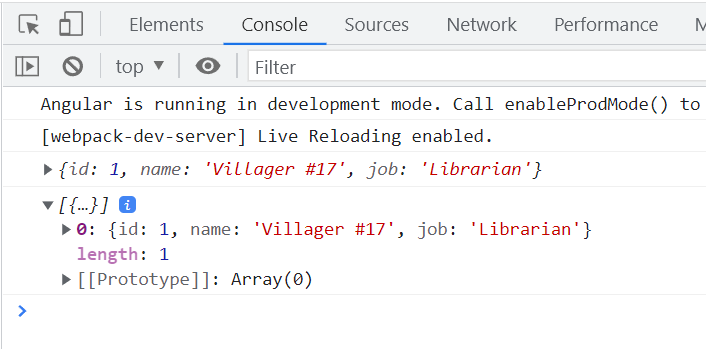 Elements Console Sources Network Performance M
top ▼ Filter
Angular is running in development mode. Call enableProdMode() to
[webpack-dev-server] Live Reloading enabled.
▶ {id: 1, name: 'Villager #17', job: 'Librarian'}
▼ [{…}] i
▶ 0: {id: 1, name: 'Villager #17', job: 'Librarian'}
length: 1
▶ [[Prototype]]: Array(0)
>